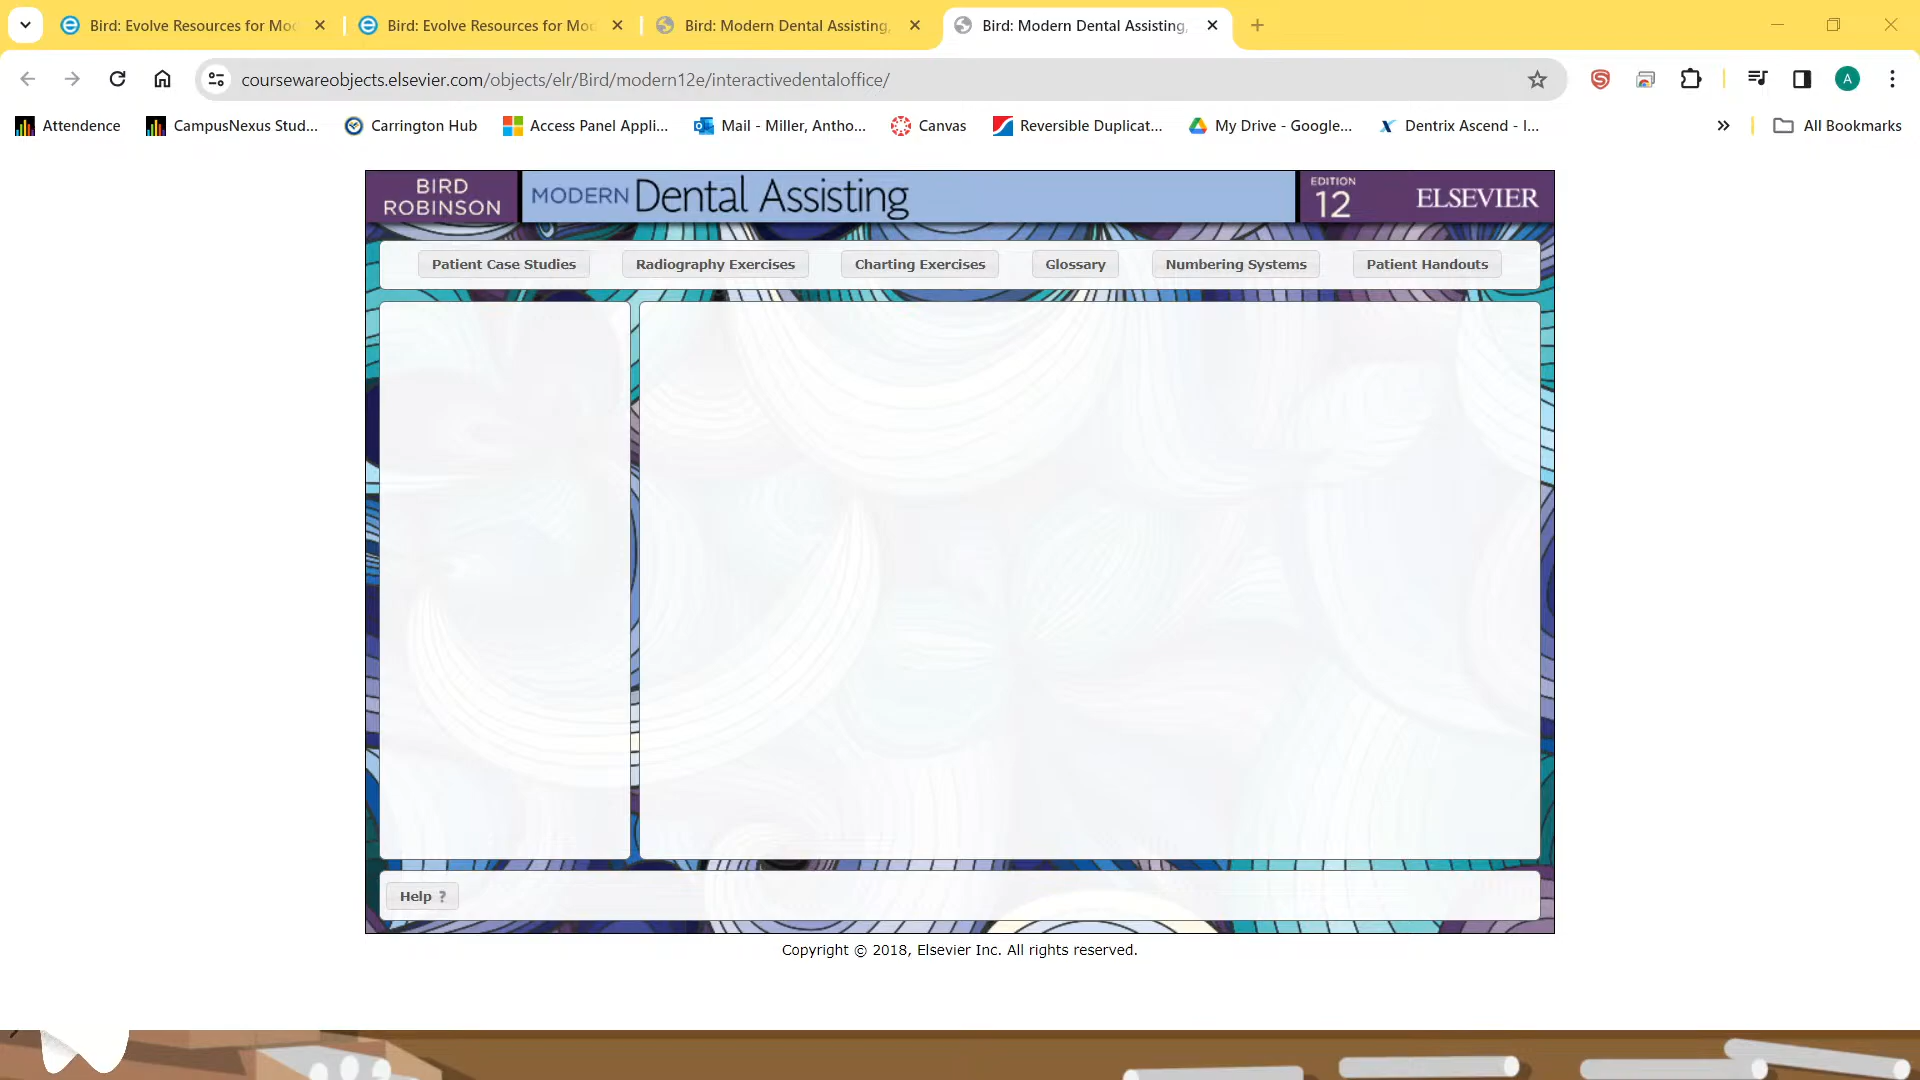 Bird: Evolve Resources for Mod
Bird: Evolve Resources for Mod
Bird: Modern Dental Assisting,
Bird: Modern Dental Assisting,
coursewareobjects.elsevier.com/objects/elr/Bird/modern12e/interactivedentaloffice/
A
Attendence
CampusNexus Stud...
Carrington Hub
Access Panel Appli...
Mail - Miller, Antho...
Canvas
Reversible Duplicat...
My Drive - Google...
Dentrix Ascend - I...
All Bookmarks
BIRD
ROBINSON
MODERN Dental Assisting
EDITION
12
ELSEVIER
Patient Case Studies
Radiography Exercises
Charting Exercises
Glossary
Numbering Systems
Patient Handouts
Help ?
Copyright © 2018, Elsevier Inc. All rights reserved.